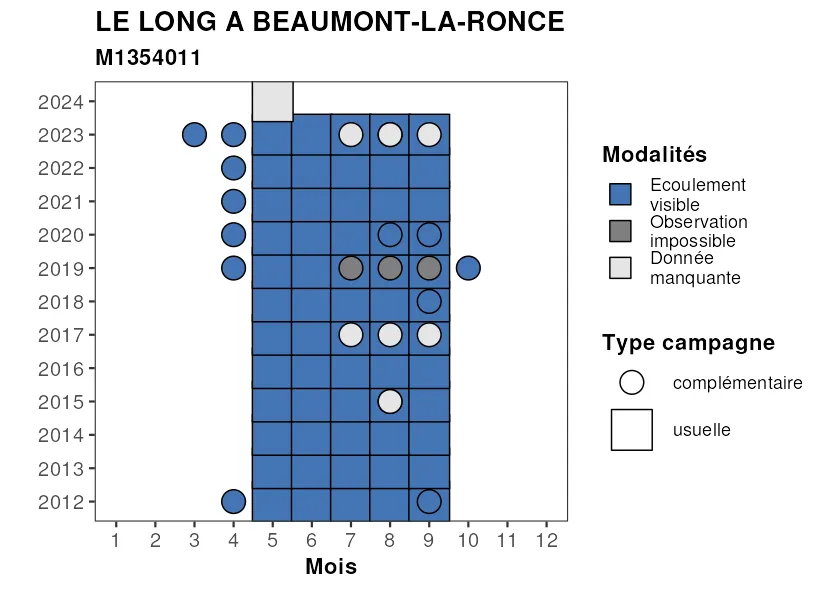 LE LONG A BEAUMONT-LA-RONCE
M1354011
2024
2023
2022
2021
2020
2019
2018
2017
2016
2015
2014
2013
2012
1 2 3 4 5 6 7 8 9 10 11 12
Mois
Modalités
Ecoulement
visible
Observation
impossible
Donnée
manquante
Type campagne
complémentaire
usuelle